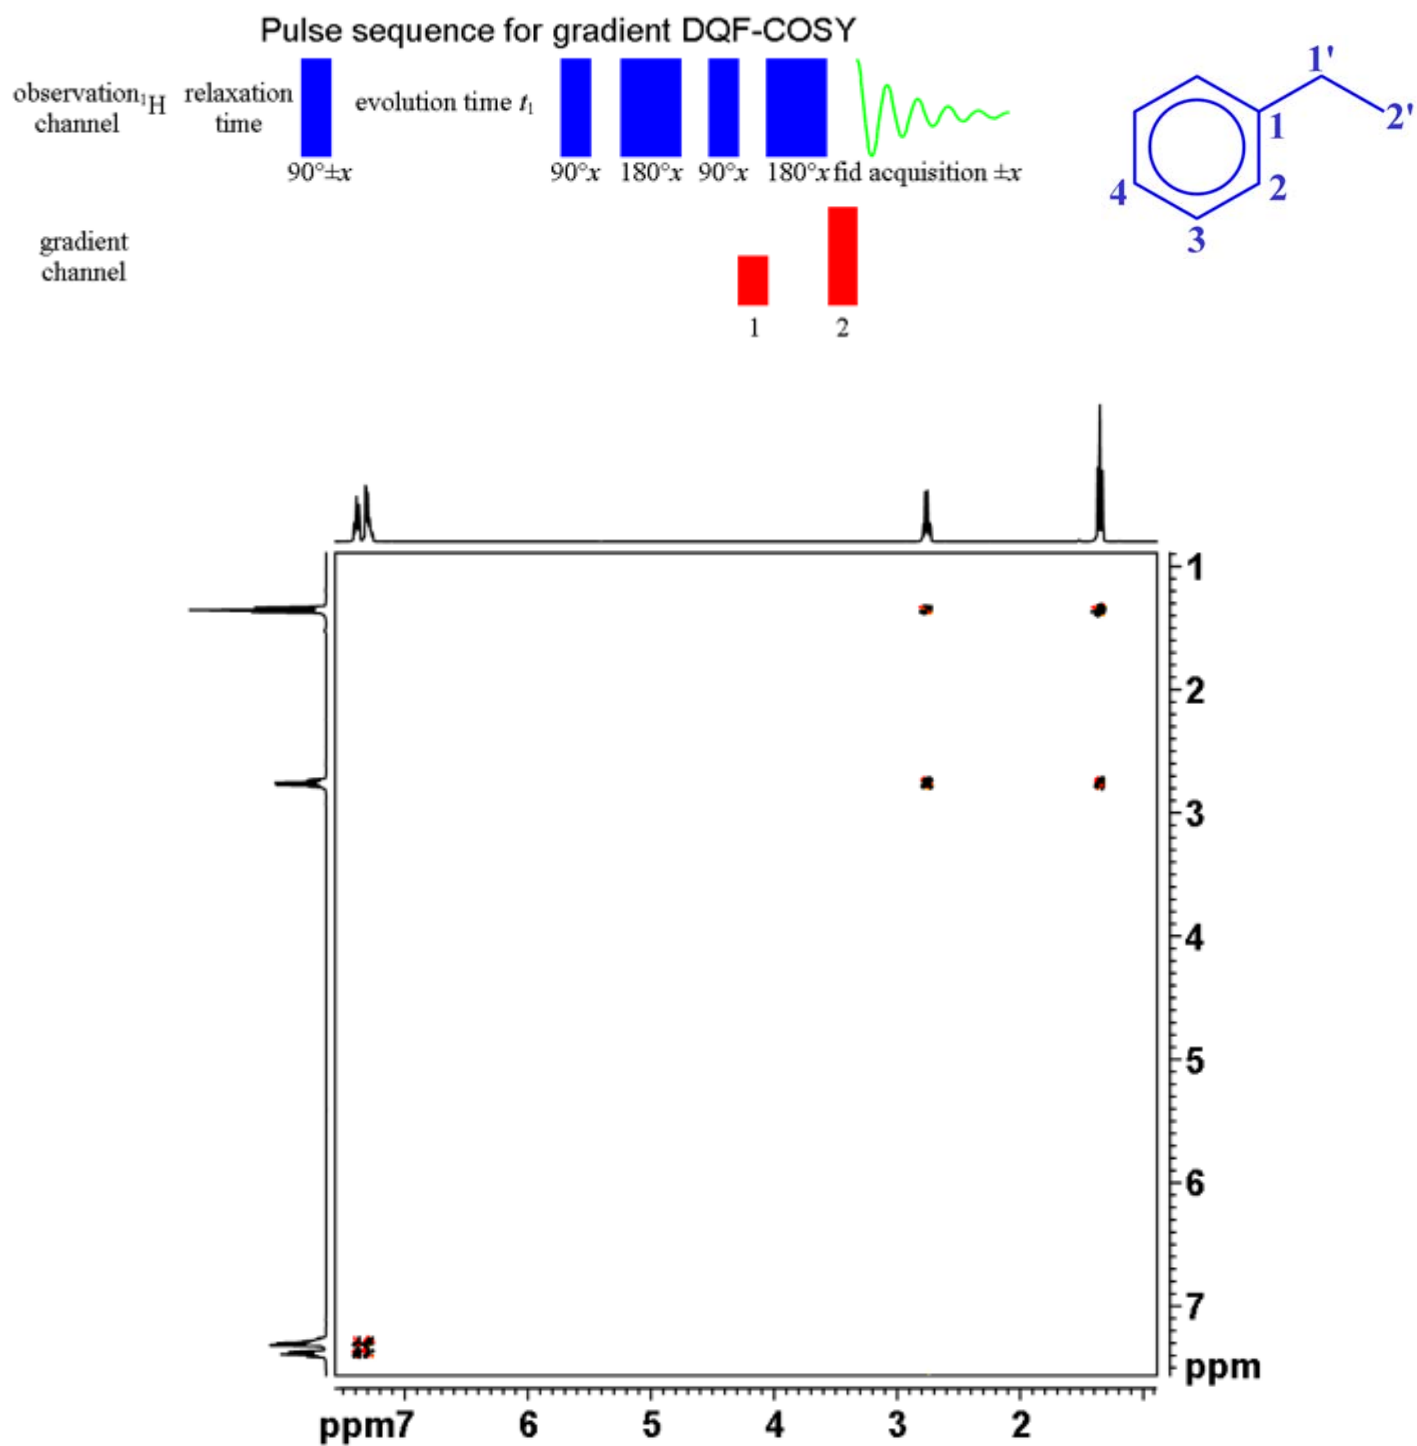 Pulse sequence for gradient DQF-COSY
observation ¹H relaxation evolution time t₁
channel time
90°±x 90°x 180°x 90°x 180°x fid acquisition ±x
gradient
channel
1 2
1'
2'
1
2
3
4
1
2
3
4
5
6
7
ppm
ppm7 6 5 4 3 2